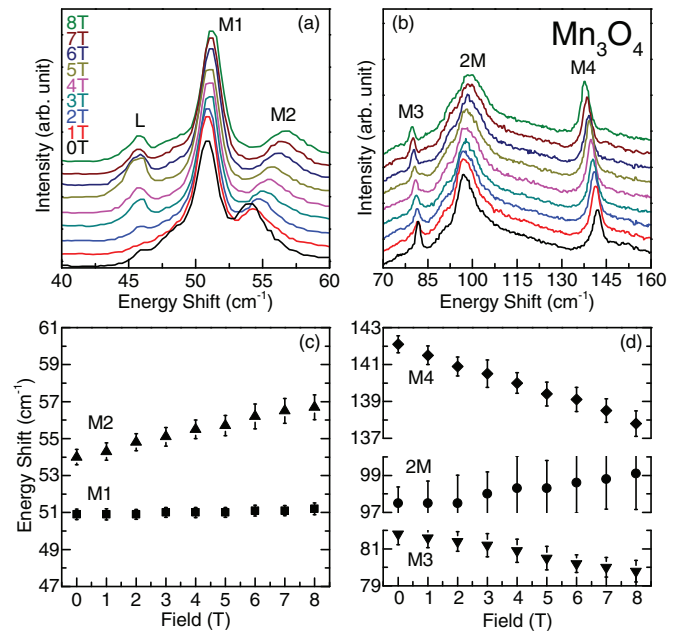 (a)
M1
8T
7T
6T
5T
4T
3T
2T
1T
0T
L
M2
Intensity (arb. unit)
40 45 50 55 60
Energy Shift (cm⁻¹)
(b)
Mn₃O₄
2M
M4
M3
Intensity (arb. unit)
70 85 100 115 130 145 160
Energy Shift (cm⁻¹)
(c)
61
59
57
55
53
51
49
47
M2
M1
Energy Shift (cm⁻¹)
0 1 2 3 4 5 6 7 8
Field (T)
(d)
143
141
139
137
M4
99
97
2M
81
79
M3
0 1 2 3 4 5 6 7 8
Field (T)